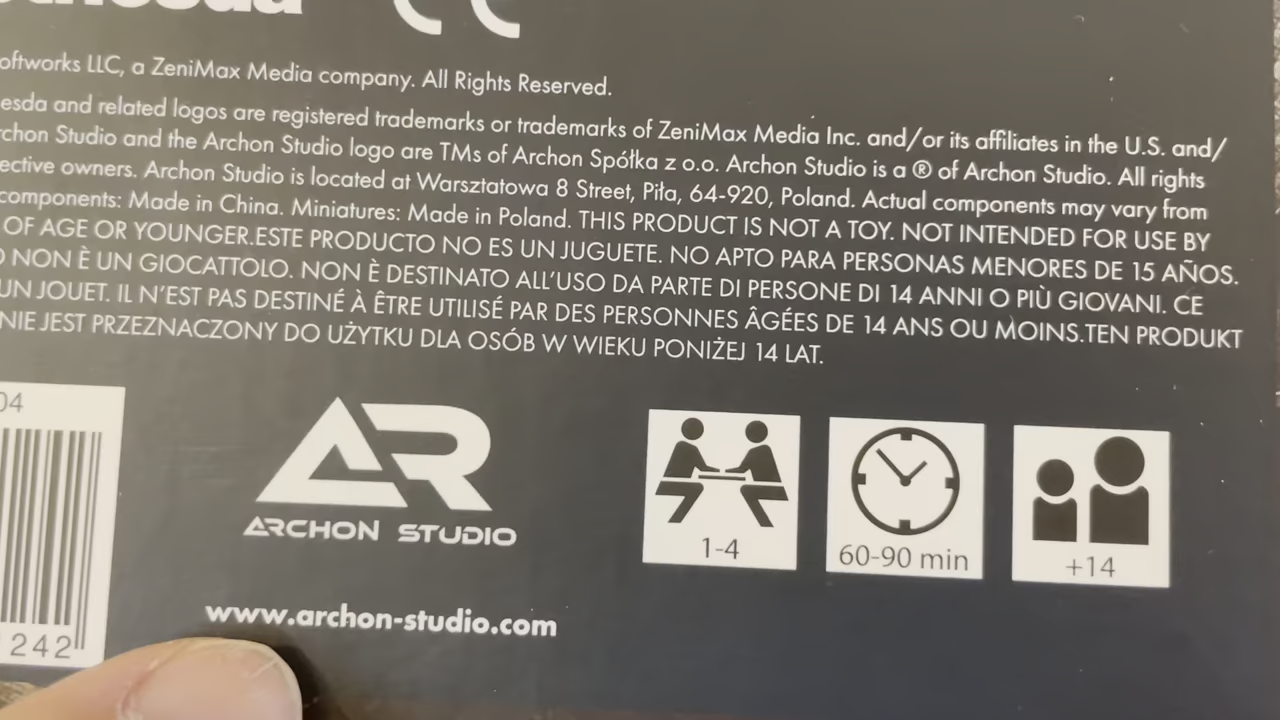 CE
oftworks LLC, a ZeniMax Media company. All Rights Reserved.
esda and related logos are registered trademarks or trademarks of ZeniMax Media Inc. and/or its affiliates in the U.S. and/
rchon Studio and the Archon Studio logo are TMs of Archon Spółka z o.o. Archon Studio is a ® of Archon Studio. All rights
ective owners. Archon Studio is located at Warsztatowa 8 Street, Piła, 64-920, Poland. Actual components may vary from
components: Made in China. Miniatures: Made in Poland. THIS PRODUCT IS NOT A TOY. NOT INTENDED FOR USE BY
OF AGE OR YOUNGER.ESTE PRODUCTO NO ES UN JUGUETE. NO APTO PARA PERSONAS MENORES DE 15 AÑOS.
O NON È UN GIOCATTOLO. NON È DESTINATO ALL'USO DA PARTE DI PERSONE DI 14 ANNI O PIÙ GIOVANI. CE
UN JOUET. IL N'EST PAS DESTINÉ À ÊTRE UTILISÉ PAR DES PERSONNES ÂGÉES DE 14 ANS OU MOINS.TEN PRODUKT
NIE JEST PRZEZNACZONY DO UŻYTKU DLA OSÓB W WIEKU PONIŻEJ 14 LAT.
04
242
AR
ARCHON STUDIO
www.archon-studio.com
1-4
60-90 min
+14